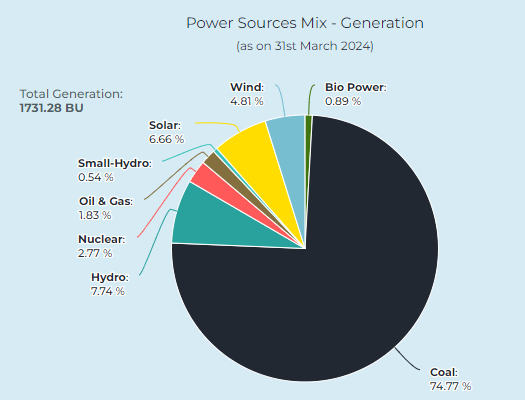 Power Sources Mix - Generation
(as on 31st March 2024)
Total Generation:
1731.28 BU
Wind:
4.81 %
Bio Power:
0.89 %
Solar:
6.66 %
Small-Hydro:
0.54 %
Oil & Gas:
1.83 %
Nuclear:
2.77 %
Hydro:
7.74 %
Coal:
74.77 %